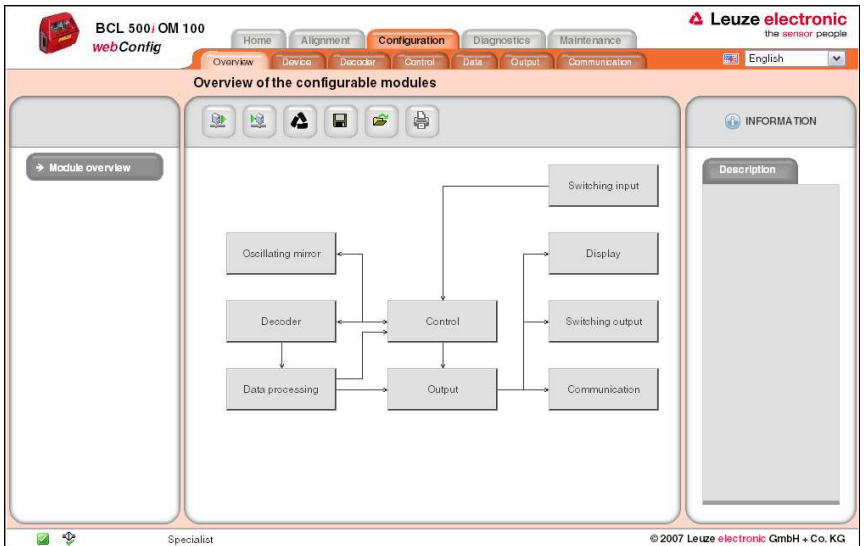 BCL 500i OM 100
webConfig
Home Alignment Configuration Diagnostics Maintenance
Leuze electronic
the sensor people
Overview Device Decoder Control Data Output Communication
English
Overview of the configurable modules
INFORMATION
Module overview
Description
Switching input
Oscillating mirror
Display
Decoder
Control
Switching output
Data processing
Output
Communication
Specialist
© 2007 Leuze electronic GmbH + Co. KG